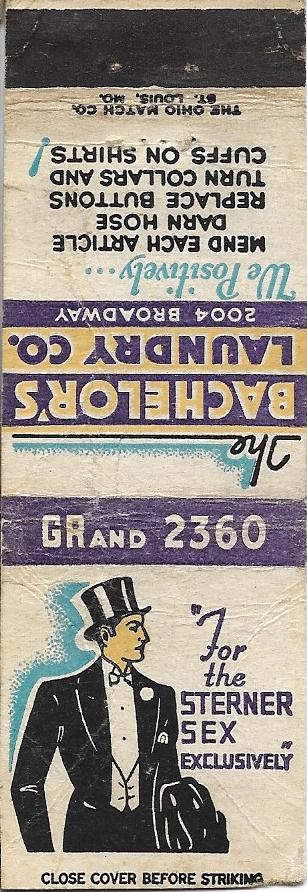 The
BACHELOR'S
LAUNDRY CO.
2004 BROADWAY
We Positively...
MEND EACH ARTICLE
DARN HOSE
REPLACE BUTTONS
TURN COLLARS AND
CUFFS ON SHIRTS!
THE OHIO MATCH CO.
ST. LOUIS, MO.
GRAND 2360
"For
the
STERNER
SEX
EXCLUSIVELY"
CLOSE COVER BEFORE STRIKING